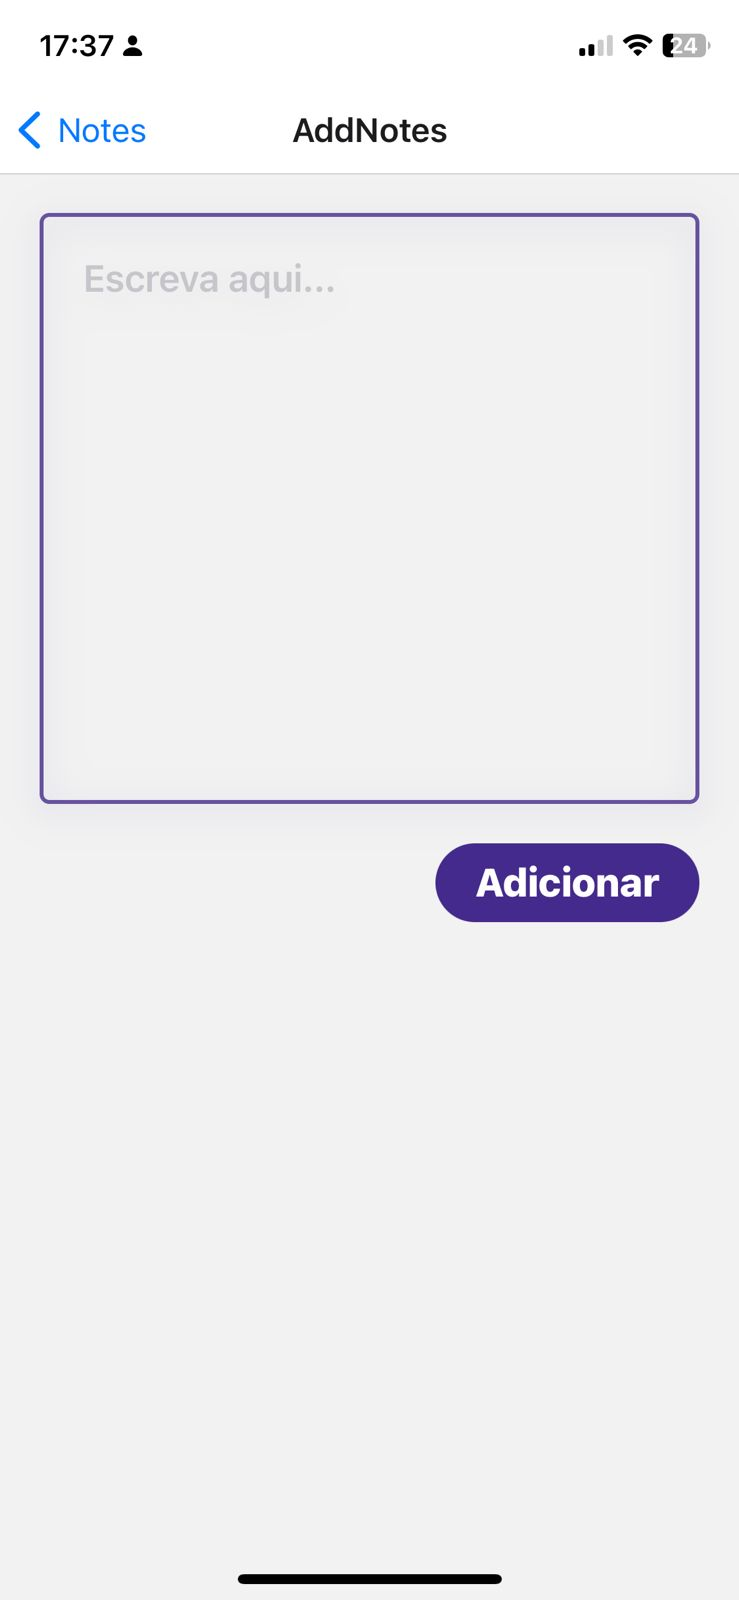 17:37
24
Notes
AddNotes
Escreva aqui...
Adicionar